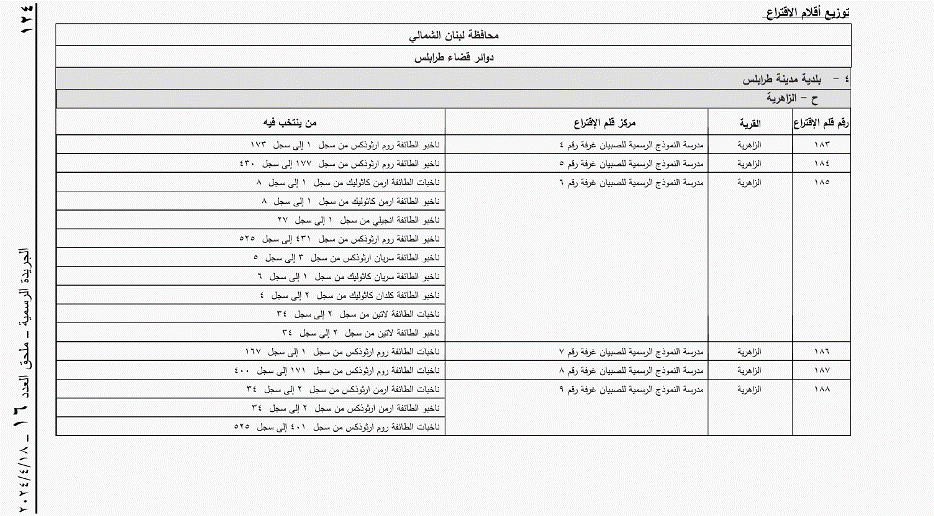 توزيع أقلام الاقتراع
محافظة لبنان الشمالي
دوائر قضاء طرابلس
٤ - بلدية مدينة طرابلس
ح - الزاهرية
رقم قلم الإقتراع القرية مركز قلم الإقتراع من ينتخب فيه
١٨٣ الزاهرية مدرسة النموذج الرسمية للصبيان غرفة رقم ٤ ناخبو الطائفة روم ارثوذكس من سجل ١ إلى سجل ١٧٣
١٨٤ الزاهرية مدرسة النموذج الرسمية للصبيان غرفة رقم ٥ ناخبو الطائفة روم ارثوذكس من سجل ١٧٧ إلى سجل ٤٣٠
١٨٥ الزاهرية مدرسة النموذج الرسمية للصبيان غرفة رقم ٦ ناخبات الطائفة ارمن كاثوليك من سجل ١ إلى سجل ٨
ناخبو الطائفة ارمن كاثوليك من سجل ١ إلى سجل ٨
ناخبو الطائفة انجيلي من سجل ١ إلى سجل ٢٧
ناخبو الطائفة روم ارثوذكس من سجل ٤٣١ إلى سجل ٥٢٥
ناخبو الطائفة سريان ارثوذكس من سجل ٣ إلى سجل ٥
ناخبو الطائفة سريان كاثوليك من سجل ١ إلى سجل ٦
ناخبو الطائفة كلدان كاثوليك من سجل ٢ إلى سجل ٤
ناخبات الطائفة لاتين من سجل ٢ إلى سجل ٣٤
ناخبو الطائفة لاتين من سجل ٢ إلى سجل ٣٤
١٨٦ الزاهرية مدرسة النموذج الرسمية للصبيان غرفة رقم ٧ ناخبات الطائفة روم ارثوذكس من سجل ١ إلى سجل ١٦٧
١٨٧ الزاهرية مدرسة النموذج الرسمية للصبيان غرفة رقم ٨ ناخبات الطائفة روم ارثوذكس من سجل ١٧١ إلى سجل ٤٠٠
١٨٨ الزاهرية مدرسة النموذج الرسمية للصبيان غرفة رقم ٩ ناخبات الطائفة ارمن ارثوذكس من سجل ٢ إلى سجل ٣٤
ناخبو الطائفة ارمن ارثوذكس من سجل ٢ إلى سجل ٣٤
ناخبات الطائفة روم ارثوذكس من سجل ٤٠١ إلى سجل ٥٢٥
١٢٤
الجريدة الرسمية – ملحق العدد ١٦ – ٢٠٢٤/٤/١٨